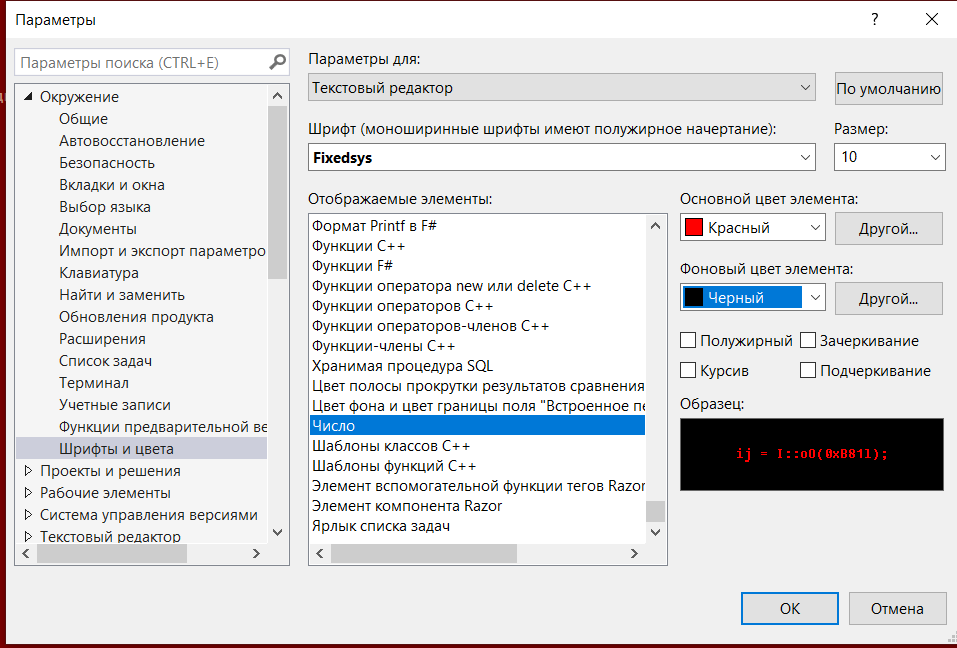 Параметры
?
Параметры поиска (CTRL+E)
Окружение
Общие
Автовосстановление
Безопасность
Вкладки и окна
Выбор языка
Документы
Импорт и экспорт параметро
Клавиатура
Найти и заменить
Обновления продукта
Расширения
Список задач
Терминал
Учетные записи
Функции предварительной ве
Шрифты и цвета
Проекты и решения
Рабочие элементы
Система управления версиями
Текстовый редактор
Параметры для:
Текстовый редактор
По умолчанию
Шрифт (моноширинные шрифты имеют полужирное начертание):
Размер:
Fixedsys
10
Отображаемые элементы:
Формат Printf в F#
Функции C++
Функции F#
Функции оператора new или delete C++
Функции операторов C++
Функции операторов-членов C++
Функции-члены C++
Хранимая процедура SQL
Цвет полосы прокрутки результатов сравнения
Цвет фона и цвет границы поля "Встроенное пе
Число
Шаблоны классов C++
Шаблоны функций C++
Элемент вспомогательной функции тегов Razor
Элемент компонента Razor
Ярлык списка задач
Основной цвет элемента:
Красный
Другой...
Фоновый цвет элемента:
Черный
Другой...
Полужирный
Зачеркивание
Курсив
Подчеркивание
Образец:
ij = I::oO(0xB81l);
ОК
Отмена